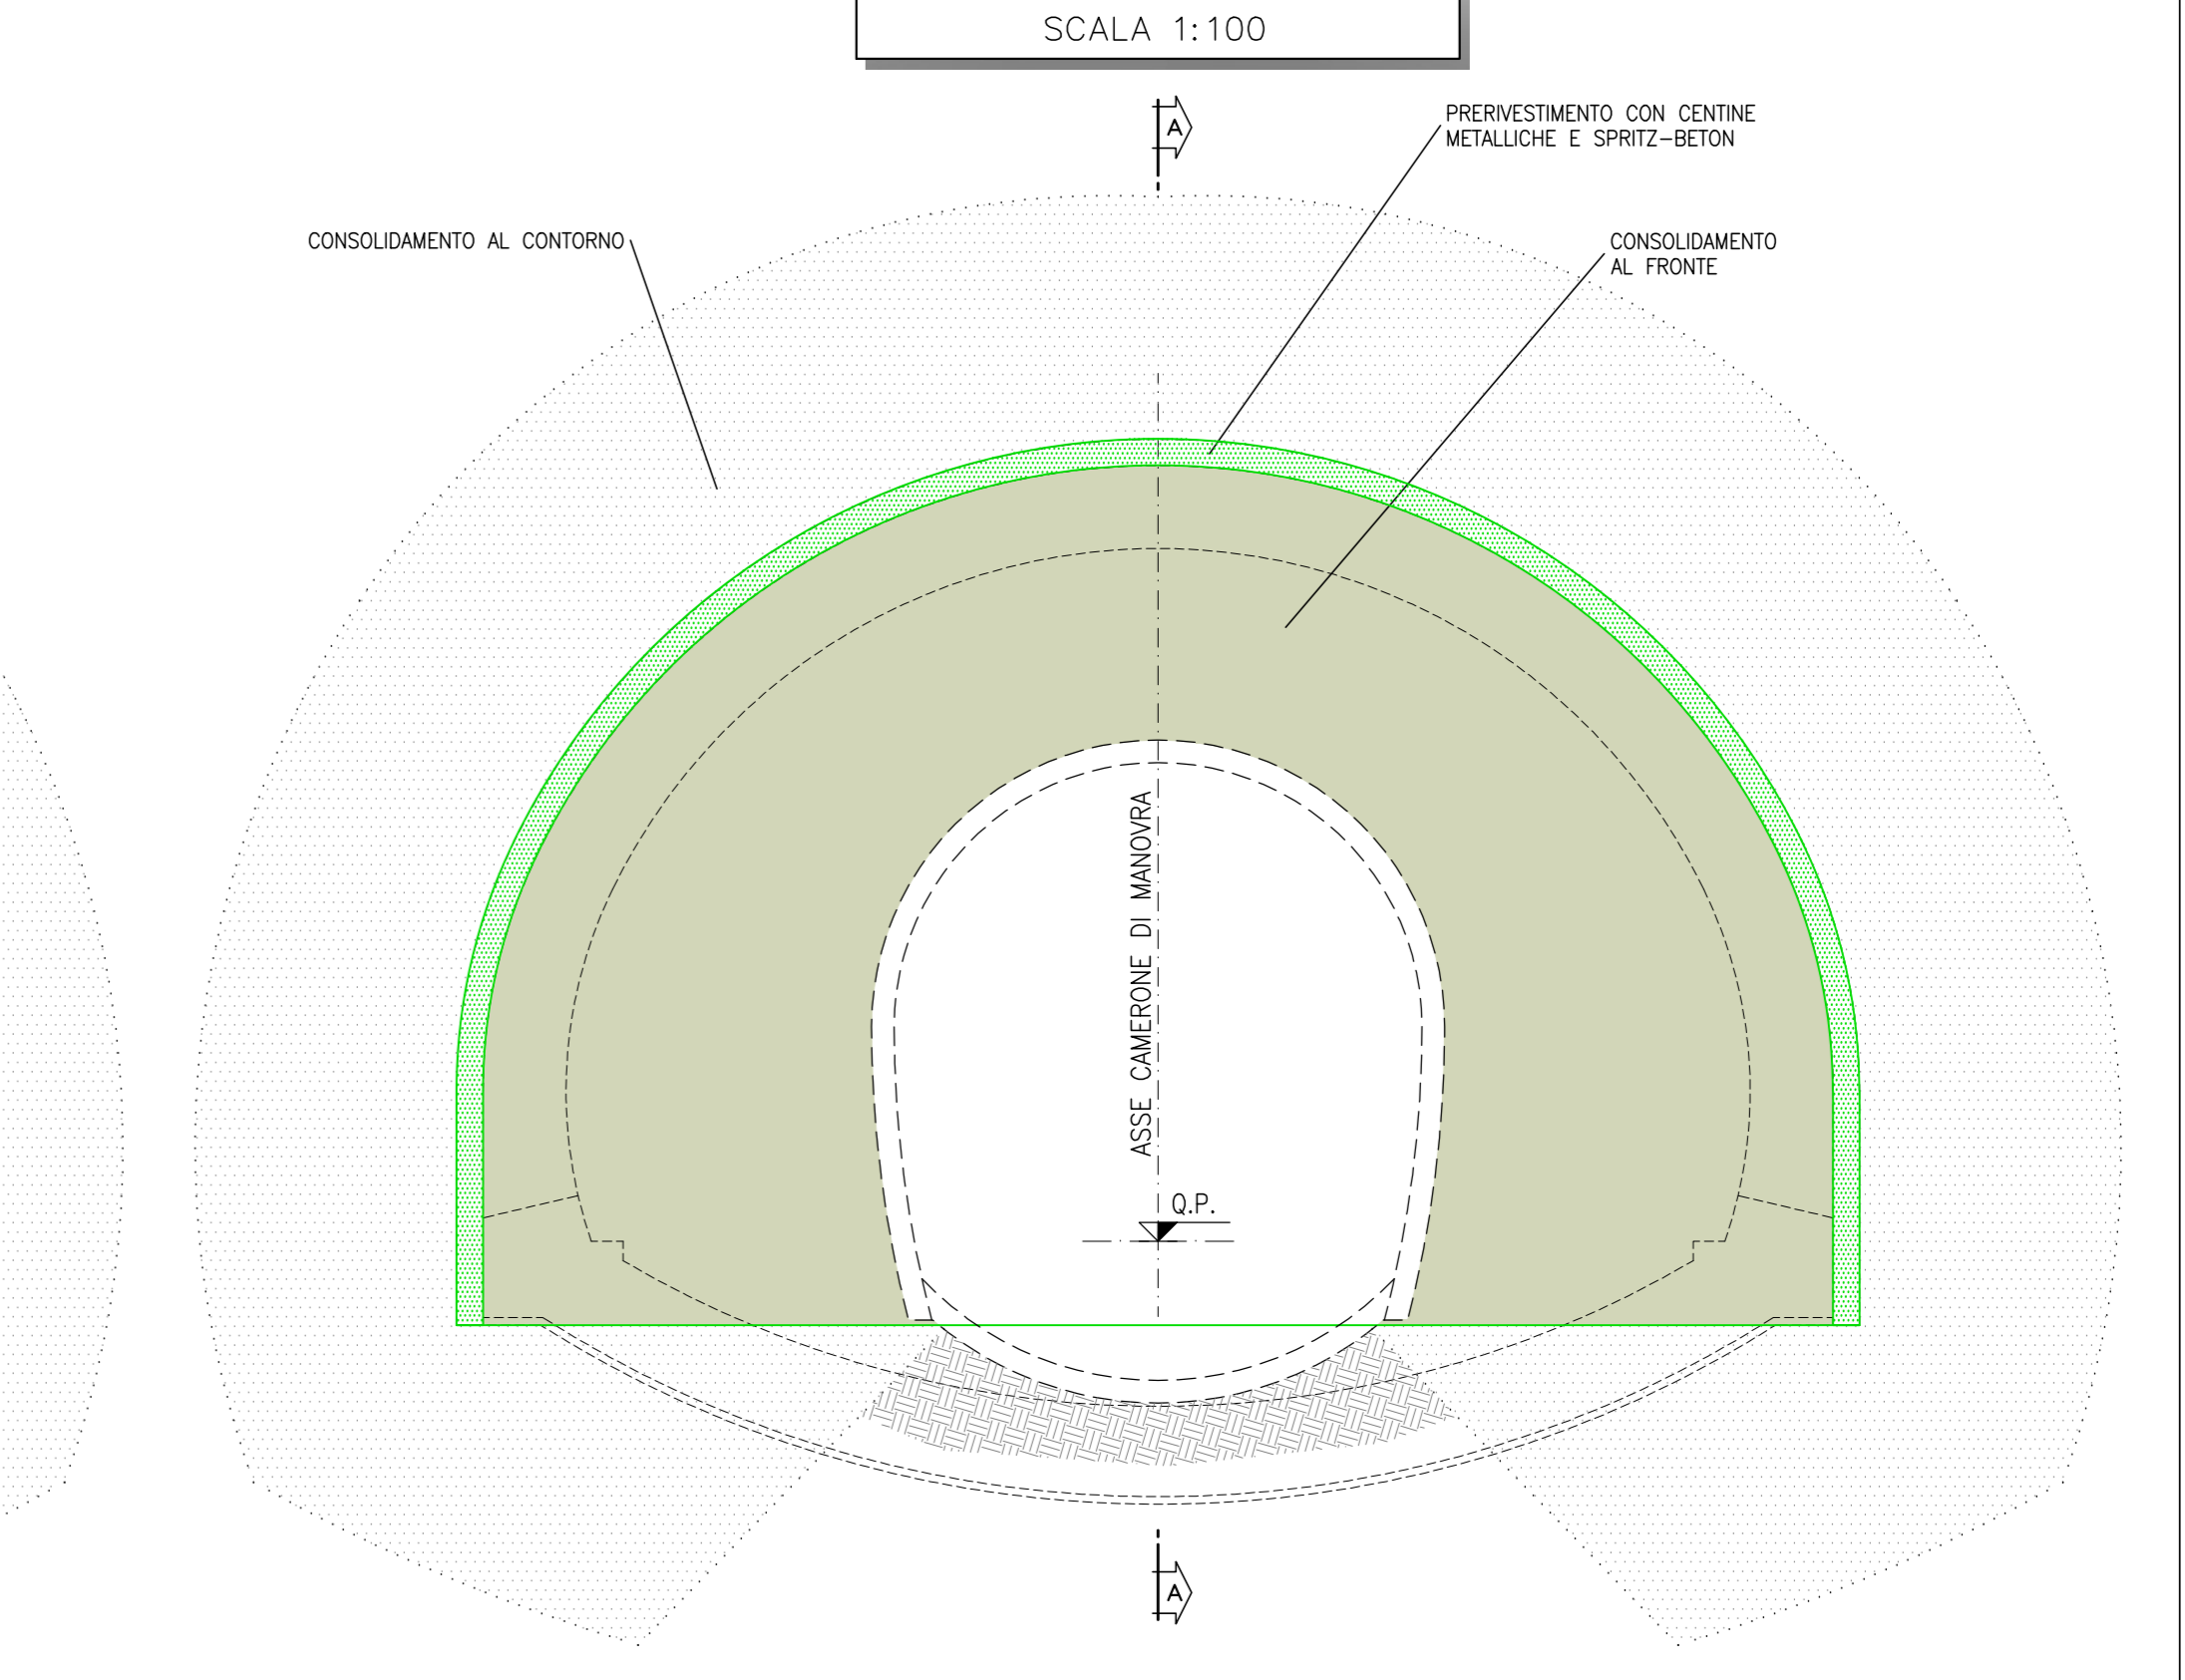 SCALA 1:100
A
PRERIVESTIMENTO CON CENTINE
METALLICHE E SPRITZ-BETON
CONSOLIDAMENTO AL CONTORNO
CONSOLIDAMENTO
AL FRONTE
ASSE CAMERONE DI MANOVRA
Q.P.
A